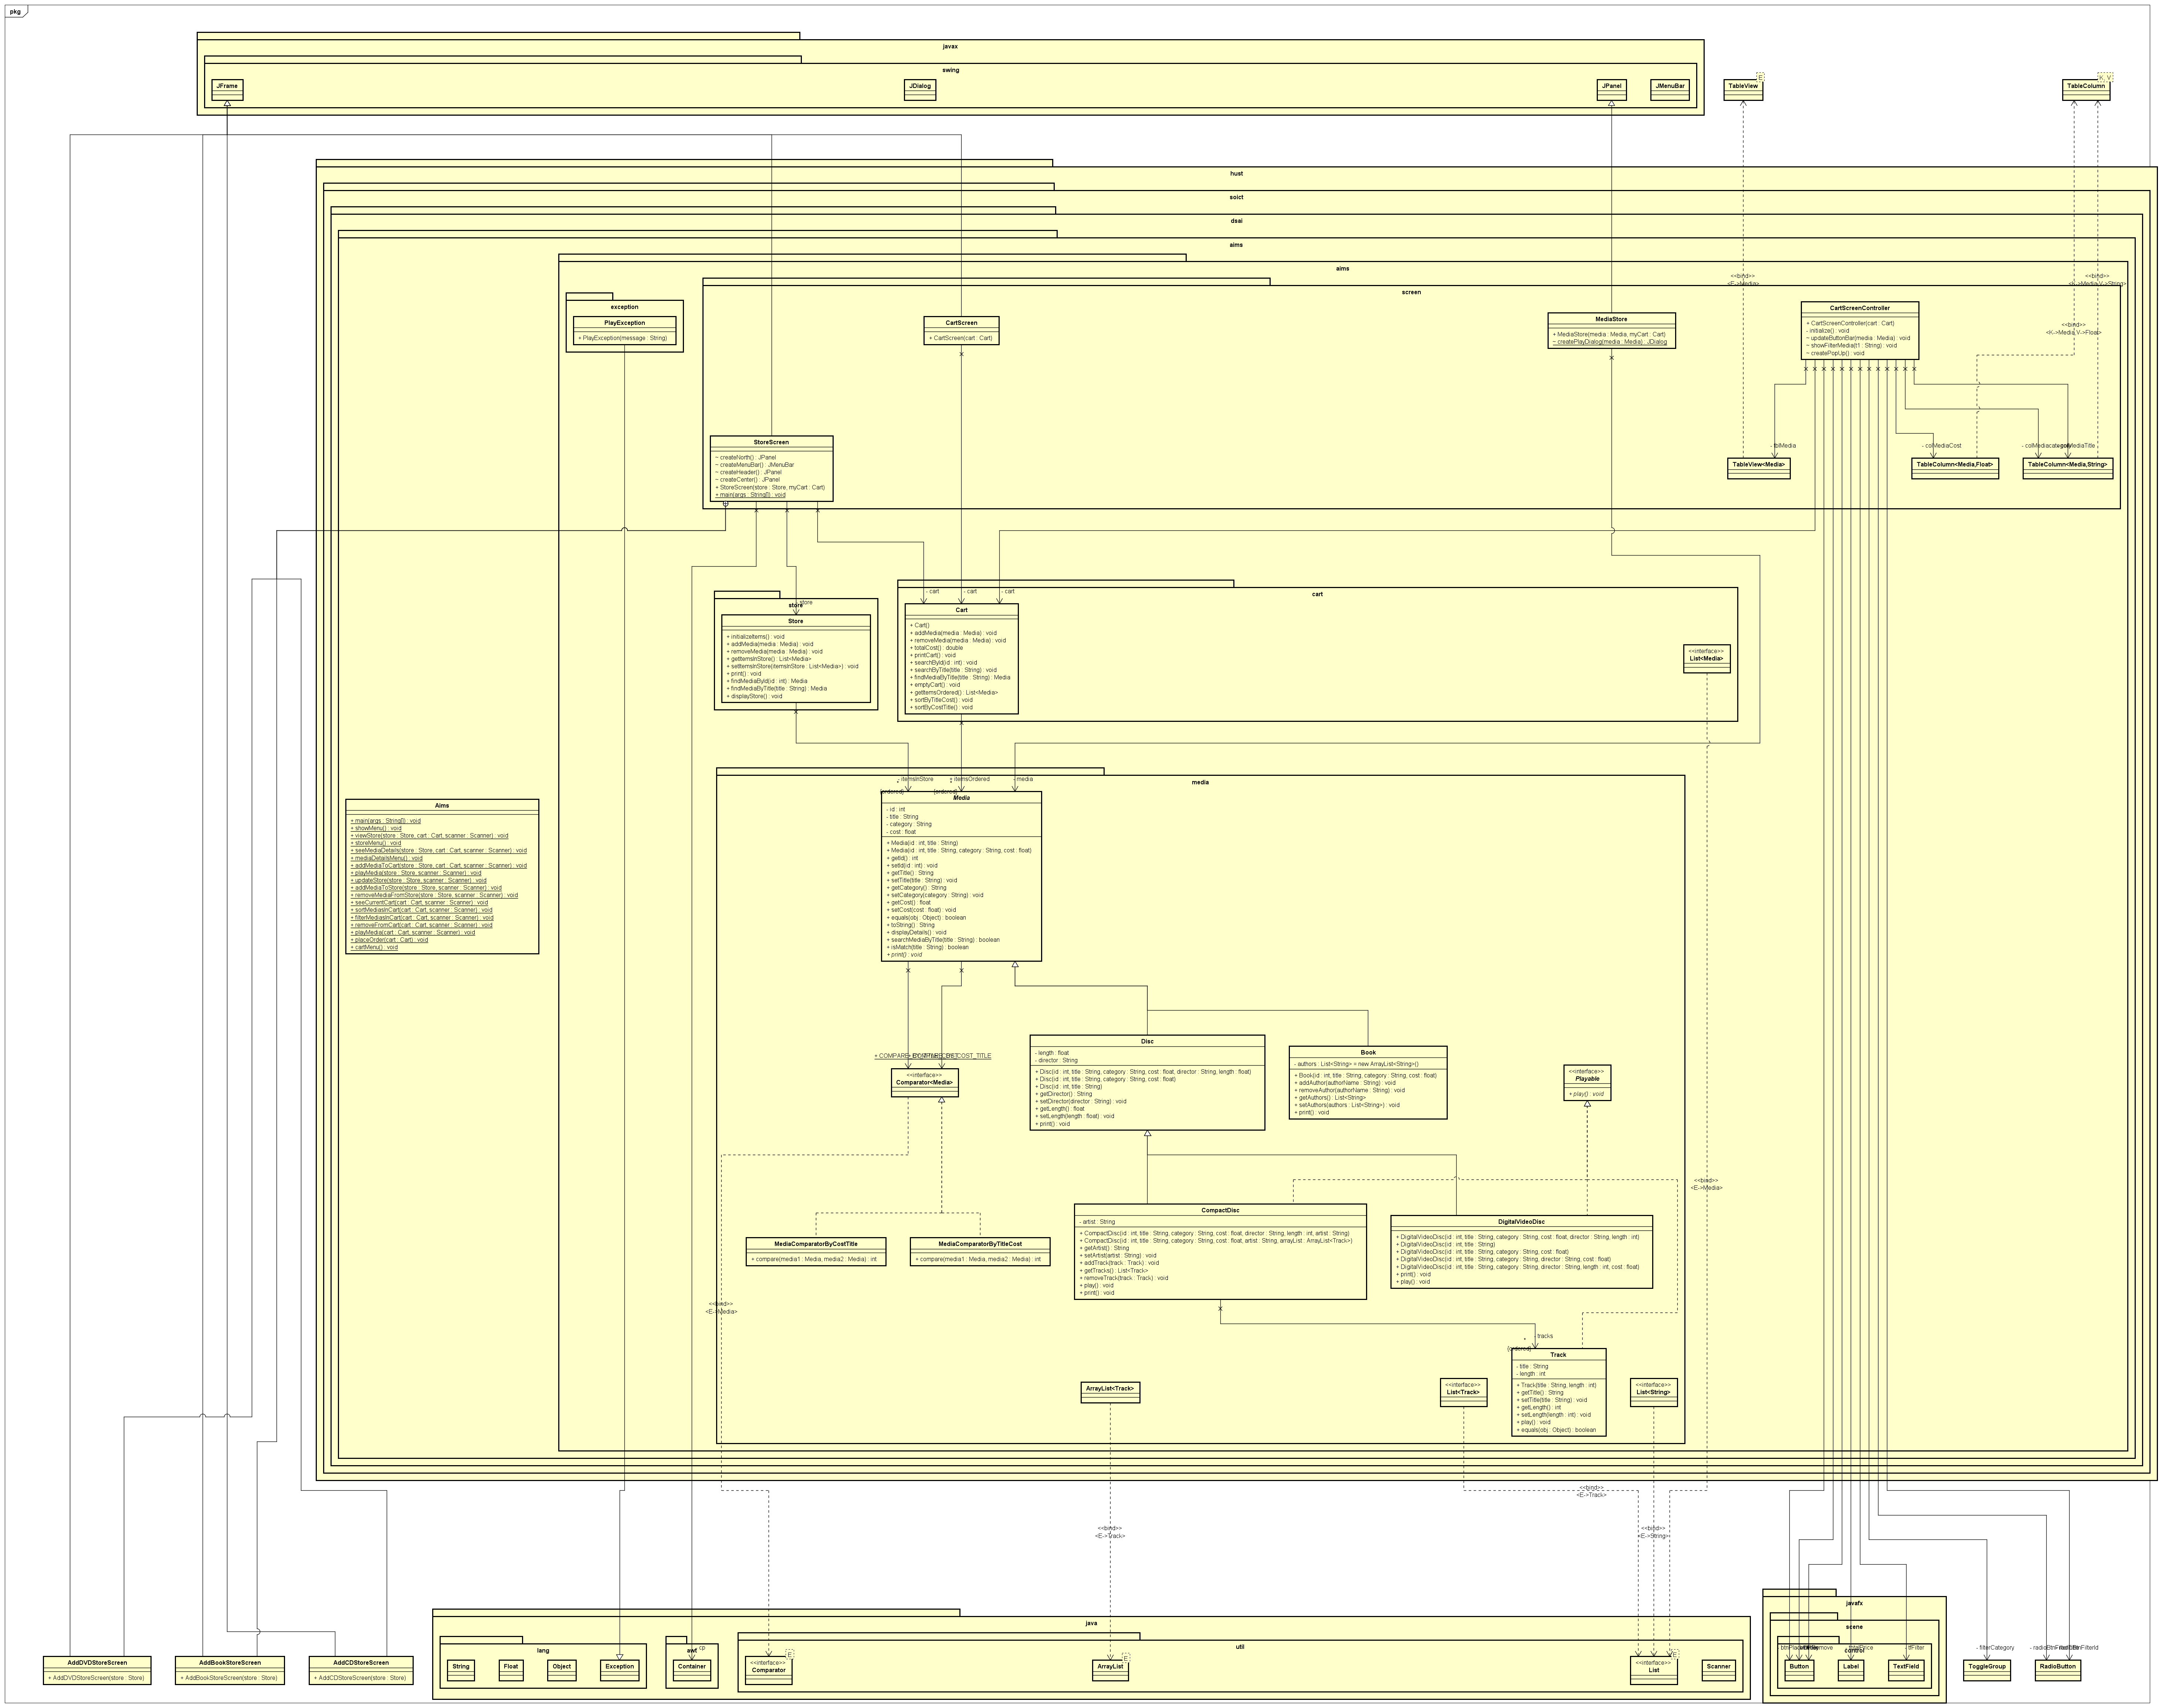 pkg
javax
swing
JFrame
JDialog
JPanel
JMenuBar
E
TableView
K, V
TableColumn
hust
soict
dsai
aims
aims
screen
<<bind>>
<E->Media>
<<bind>>
<K->Media,V->String>
<<bind>>
<K->Media,V->Float>
exception
PlayException
+ PlayException(message : String)
CartScreen
+ CartScreen(cart : Cart)
MediaStore
+ MediaStore(media : Media, myCart : Cart)
~ createPlayDialog(media : Media) : JDialog
CartScreenController
+ CartScreenController(cart : Cart)
- initialize() : void
~ updateButtonBar(media : Media) : void
~ showFilterMedia(t1 : String) : void
~ createPopUp() : void
StoreScreen
~ createNorth() : JPanel
~ createMenuBar() : JMenuBar
~ createHeader() : JPanel
~ createCenter() : JPanel
+ StoreScreen(store : Store, myCart : Cart)
+ main(args : String[]) : void
- tblMedia
- colMediaCost
- colMediacategory
- colMediaTitle
TableView<Media>
TableColumn<Media,Float>
TableColumn<Media,String>
store
- store
Store
+ initializeItems() : void
+ addMedia(media : Media) : void
+ removeMedia(media : Media) : void
+ getItemsInStore() : List<Media>
+ setItemsInStore(itemsInStore : List<Media>) : void
+ print() : void
+ findMediaById(id : int) : Media
+ findMediaByTitle(title : String) : Media
+ displayStore() : void
cart
- cart
- cart
- cart
Cart
+ Cart()
+ addMedia(media : Media) : void
+ removeMedia(media : Media) : void
+ totalCost() : double
+ printCart() : void
+ searchById(id : int) : void
+ searchByTitle(title : String) : void
+ findMediaByTitle(title : String) : Media
+ emptyCart() : void
+ getItemsOrdered() : List<Media>
+ sortByTitleCost() : void
+ sortByCostTitle() : void
<<interface>>
List<Media>
Aims
+ main(args : String[]) : void
+ showMenu() : void
+ viewStore(store : Store, cart : Cart, scanner : Scanner) : void
+ storeMenu() : void
+ seeMediaDetails(store : Store, cart : Cart, scanner : Scanner) : void
+ mediaDetailsMenu() : void
+ addMediaToCart(store : Store, cart : Cart, scanner : Scanner) : void
+ playMedia(store : Store, scanner : Scanner) : void
+ updateStore(store : Store, scanner : Scanner) : void
+ addMediaToStore(store : Store, scanner : Scanner) : void
+ removeMediaFromStore(store : Store, scanner : Scanner) : void
+ seeCurrentCart(cart : Cart, scanner : Scanner) : void
+ sortMediasInCart(cart : Cart, scanner : Scanner) : void
+ filterMediasInCart(cart : Cart, scanner : Scanner) : void
+ removeFromCart(cart : Cart, scanner : Scanner) : void
+ playMedia(cart : Cart, scanner : Scanner) : void
+ placeOrder(cart : Cart) : void
+ cartMenu() : void
media
- itemsInStore
*
{ordered}
- itemsOrdered
*
{ordered}
- media
Media
- id : int
- title : String
- category : String
- cost : float
+ Media(id : int, title : String)
+ Media(id : int, title : String, category : String, cost : float)
+ getId() : int
+ setId(id : int) : void
+ getTitle() : String
+ setTitle(title : String) : void
+ getCategory() : String
+ setCategory(category : String) : void
+ getCost() : float
+ setCost(cost : float) : void
+ equals(obj : Object) : boolean
+ toString() : String
+ displayDetails() : void
+ searchMediaByTitle(title : String) : boolean
+ isMatch(title : String) : boolean
+ print() : void
<<interface>>
Comparator<Media>
Disc
- length : float
- director : String
+ Disc(id : int, title : String, category : String, cost : float, director : String, length : float)
+ Disc(id : int, title : String, category : String, cost : float)
+ Disc(id : int, title : String)
+ getDirector() : String
+ setDirector(director : String) : void
+ getLength() : float
+ setLength(length : float) : void
+ print() : void
Book
- authors : List<String> = new ArrayList<String>()
+ Book(id : int, title : String, category : String, cost : float)
+ addAuthor(authorName : String) : void
+ removeAuthor(authorName : String) : void
+ getAuthors() : List<String>
+ setAuthors(authors : List<String>) : void
+ print() : void
<<interface>>
Playable
+ play() : void
<<bind>>
<E->Media>
MediaComparatorByCostTitle
+ compare(media1 : Media, media2 : Media) : int
MediaComparatorByTitleCost
+ compare(media1 : Media, media2 : Media) : int
CompactDisc
- artist : String
+ CompactDisc(id : int, title : String, category : String, cost : float, director : String, length : int, artist : String)
+ CompactDisc(id : int, title : String, category : String, cost : float, artist : String, arrayList : ArrayList<Track>)
+ getArtist() : String
+ setArtist(artist : String) : void
+ addTrack(track : Track) : void
+ getTracks() : List<Track>
+ removeTrack(track : Track) : void
+ play() : void
+ print() : void
DigitalVideoDisc
+ DigitalVideoDisc(id : int, title : String, category : String, cost : float, director : String, length : int)
+ DigitalVideoDisc(id : int, title : String)
+ DigitalVideoDisc(id : int, title : String, category : String, cost : float)
+ DigitalVideoDisc(id : int, title : String, category : String, director : String, cost : float)
+ DigitalVideoDisc(id : int, title : String, category : String, director : String, length : int, cost : float)
+ print() : void
+ play() : void
<<bind>>
<E->Media>
- tracks
*
{ordered}
Track
- title : String
- length : int
+ Track(title : String, length : int)
+ getTitle() : String
+ setTitle(title : String) : void
+ getLength() : int
+ setLength(length : int) : void
+ play() : void
+ equals(obj : Object) : boolean
ArrayList<Track>
<<interface>>
List<Track>
<<interface>>
List<String>
<<bind>>
<E->Track>
<<bind>>
<E->Track>
<<bind>>
<E->String>
AddDVDStoreScreen
+ AddDVDStoreScreen(store : Store)
AddBookStoreScreen
+ AddBookStoreScreen(store : Store)
AddCDStoreScreen
+ AddCDStoreScreen(store : Store)
java
lang
String
Float
Object
Exception
awt
- cp
Container
util
E
<<interface>>
Comparator
E
ArrayList
E
<<interface>>
List
Scanner
javafx
scene
control
- tfFilter
Button
Label
TextField
- filterCategory
ToggleGroup
RadioButton